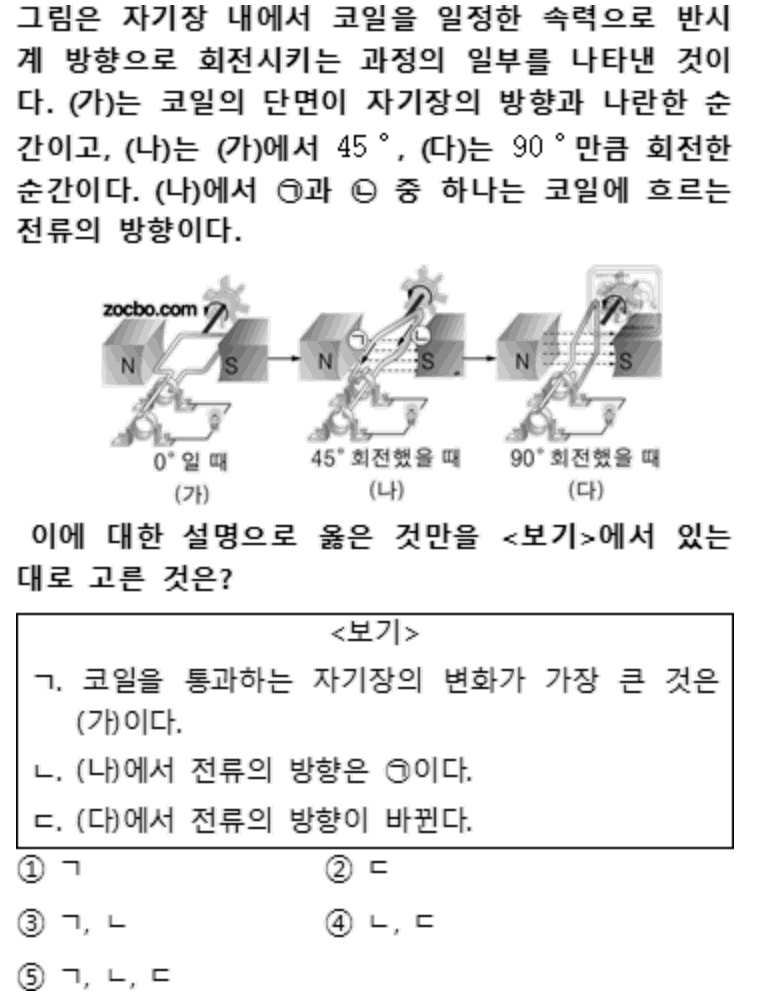 그림은 자기장 내에서 코일을 일정한 속력으로 반시
계 방향으로 회전시키는 과정의 일부를 나타낸 것이
다. (가)는 코일의 단면이 자기장의 방향과 나란한 순
간이고, (나)는 (가)에서 45°, (다)는 90°만큼 회전한
순간이다. (나)에서 ㉠과 ㉡ 중 하나는 코일에 흐르는
전류의 방향이다.
zocbo.com
N S ㉠ ㉡ N S N S
0°일 때 45°회전했을 때 90°회전했을 때
(가) (나) (다)
이에 대한 설명으로 옳은 것만을 <보기>에서 있는
대로 고른 것은?
<보기>
ㄱ. 코일을 통과하는 자기장의 변화가 가장 큰 것은
(가)이다.
ㄴ. (나)에서 전류의 방향은 ㉠이다.
ㄷ. (다)에서 전류의 방향이 바뀐다.
① ㄱ ② ㄷ
③ ㄱ, ㄴ ④ ㄴ, ㄷ
⑤ ㄱ, ㄴ, ㄷ